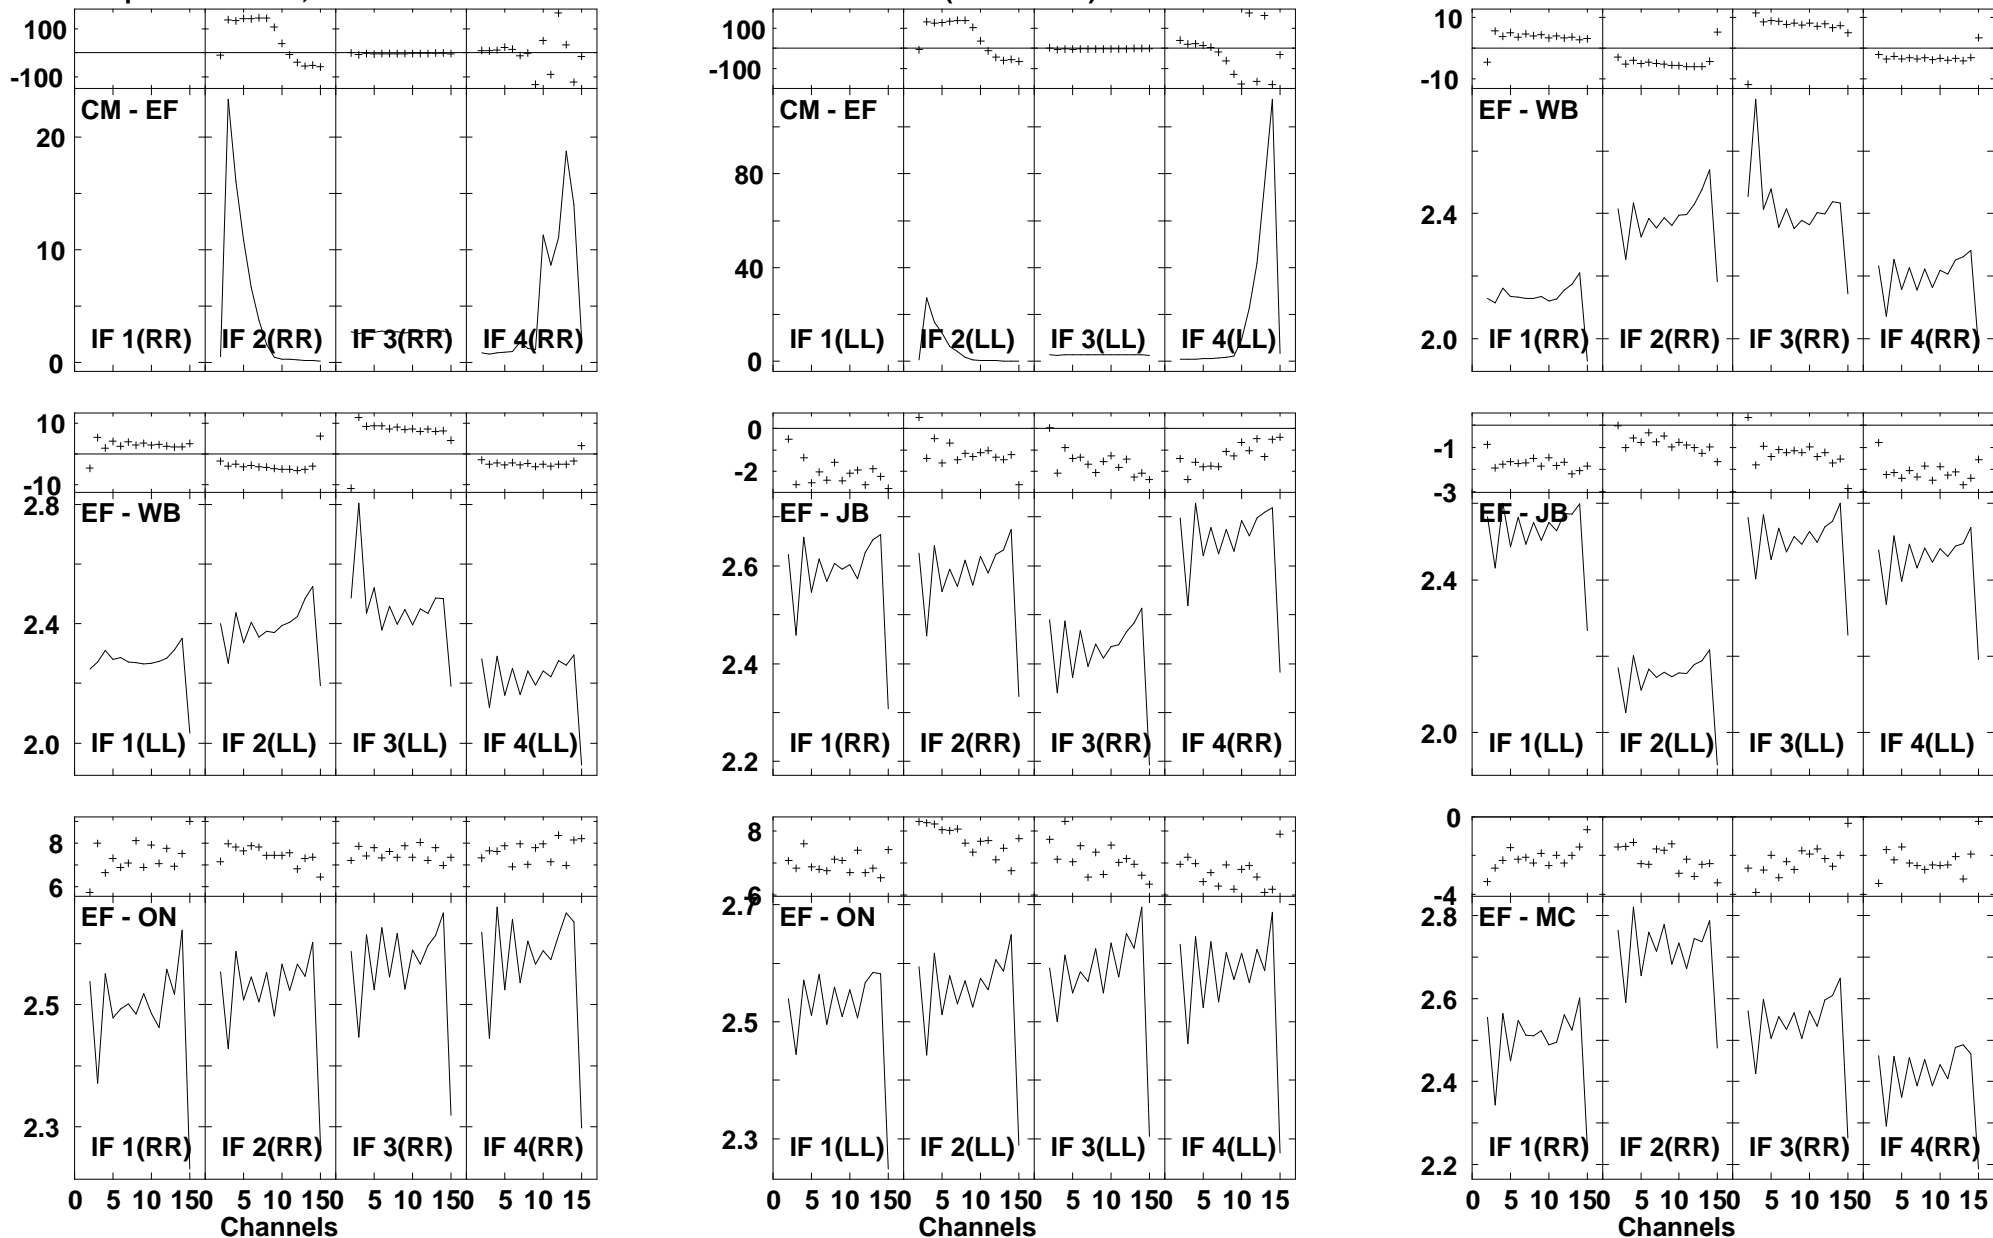 100
-100
CM - EF
20
10
0
IF 1(RR) IF 2(RR) IF 3(RR) IF 4(RR)
100
-100
CM - EF
80
40
0
IF 1(LL) IF 2(LL) IF 3(LL) IF 4(LL)
10
-10
EF - WB
2.4
2.0
IF 1(RR) IF 2(RR) IF 3(RR) IF 4(RR)
10
-10
2.8
EF - WB
2.4
2.0
IF 1(LL) IF 2(LL) IF 3(LL) IF 4(LL)
0
-2
EF - JB
2.6
2.4
2.2
IF 1(RR) IF 2(RR) IF 3(RR) IF 4(RR)
-1
-3
EF - JB
2.4
2.0
IF 1(LL) IF 2(LL) IF 3(LL) IF 4(LL)
8
6
EF - ON
2.5
2.3
IF 1(RR) IF 2(RR) IF 3(RR) IF 4(RR)
0 5 10 150 5 10 150 5 10 150 5 10 15
Channels
8
6
2.7
EF - ON
2.5
2.3
IF 1(LL) IF 2(LL) IF 3(LL) IF 4(LL)
0 5 10 150 5 10 150 5 10 150 5 10 15
Channels
0
-4
2.8
EF - MC
2.6
2.4
2.2
IF 1(RR) IF 2(RR) IF 3(RR) IF 4(RR)
0 5 10 150 5 10 150 5 10 150 5 10 15
Channels